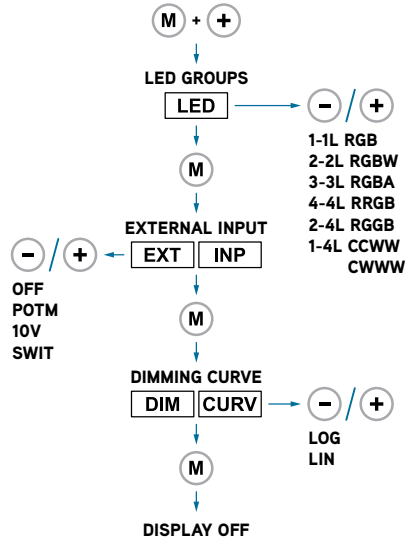 M + +
LED GROUPS
LED
- / +
1-1L RGB
2-2L RGBW
3-3L RGBA
4-4L RRGB
2-4L RGGB
1-4L CCWW
CWWW
M
EXTERNAL INPUT
- / +
EXT INP
OFF
POTM
10V
SWIT
M
DIMMING CURVE
DIM CURV
- / +
LOG
LIN
M
DISPLAY OFF